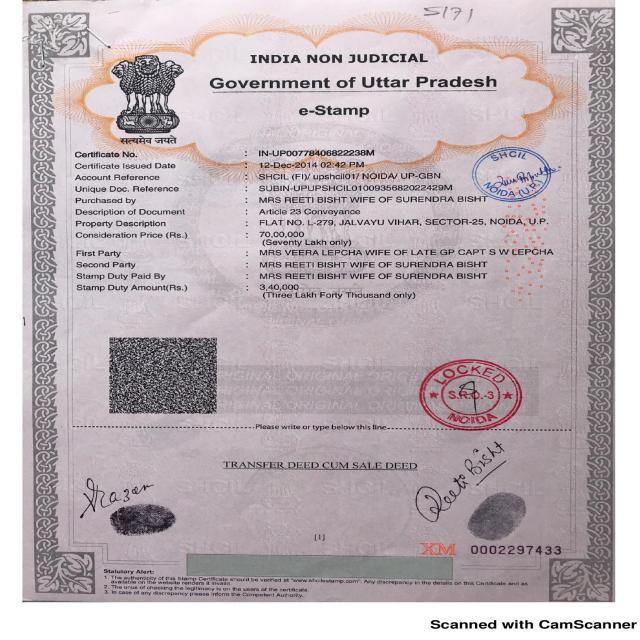 5171
INDIA NON JUDICIAL
Government of Uttar Pradesh
e-Stamp
सत्यमेव जयते
Certificate No. : IN-UP00778406822238M
Certificate Issued Date : 12-Dec-2014 02:42 PM
Account Reference : SHCIL (FI)/ upshcil01/ NOIDA/ UP-GBN
Unique Doc. Reference : SUBIN-UPUPSHCIL0100935682022429M
Purchased by : MRS REETI BISHT WIFE OF SURENDRA BISHT
Description of Document : Article 23 Conveyance
Property Description : FLAT NO. L-279, JALVAYU VIHAR, SECTOR-25, NOIDA, U.P.
Consideration Price (Rs.) : 70,00,000
(Seventy Lakh only)
First Party : MRS VEERA LEPCHA WIFE OF LATE GP CAPT S W LEPCHA
Second Party : MRS REETI BISHT WIFE OF SURENDRA BISHT
Stamp Duty Paid By : MRS REETI BISHT WIFE OF SURENDRA BISHT
Stamp Duty Amount(Rs.) : 3,40,000
(Three Lakh Forty Thousand only)
SHCIL
NOIDA (U.P.)
LOCKED
S.R.O.-3
NOIDA
Please write or type below this line
TRANSFER DEED CUM SALE DEED
Reeti Bisht
[1]
XM 0002297433
Statutory Alert:
1. The authenticity of this Stamp Certificate should be verified at "www.shcilestamp.com". Any discrepancy in the details on this Certificate and as
available on the website renders it invalid.
2. The onus of checking the legitimacy is on the users of the certificate.
3. In case of any discrepancy please inform the Competent Authority.
Scanned with CamScanner